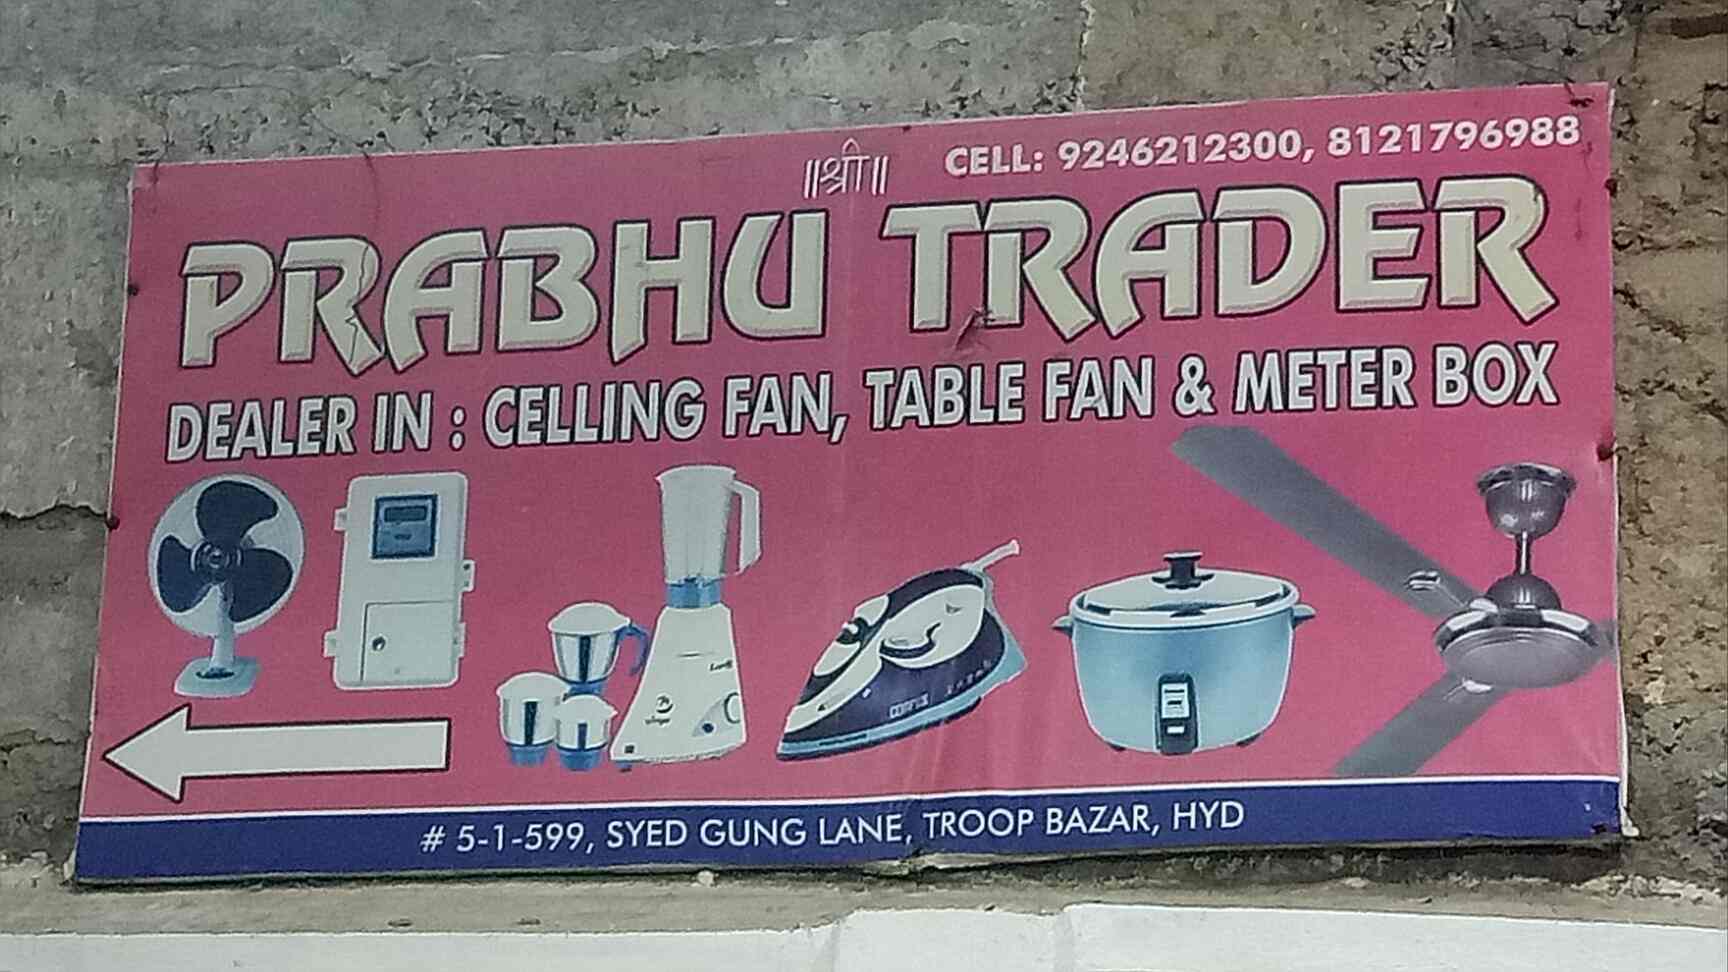 ||श्री||
CELL: 9246212300, 8121796988
PRABHU TRADER
DEALER IN : CELLING FAN, TABLE FAN & METER BOX
# 5-1-599, SYED GUNG LANE, TROOP BAZAR, HYD